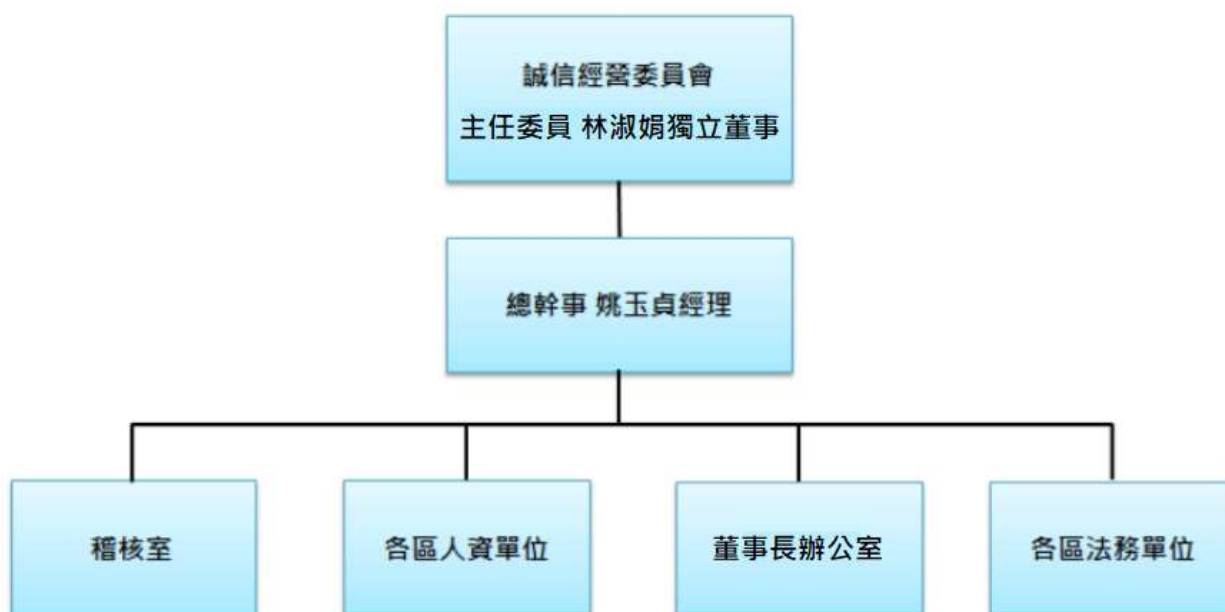 誠信經營委員會
主任委員 林淑娟獨立董事
總幹事 姚玉貞經理
稽核室
各區人資單位
董事長辦公室
各區法務單位